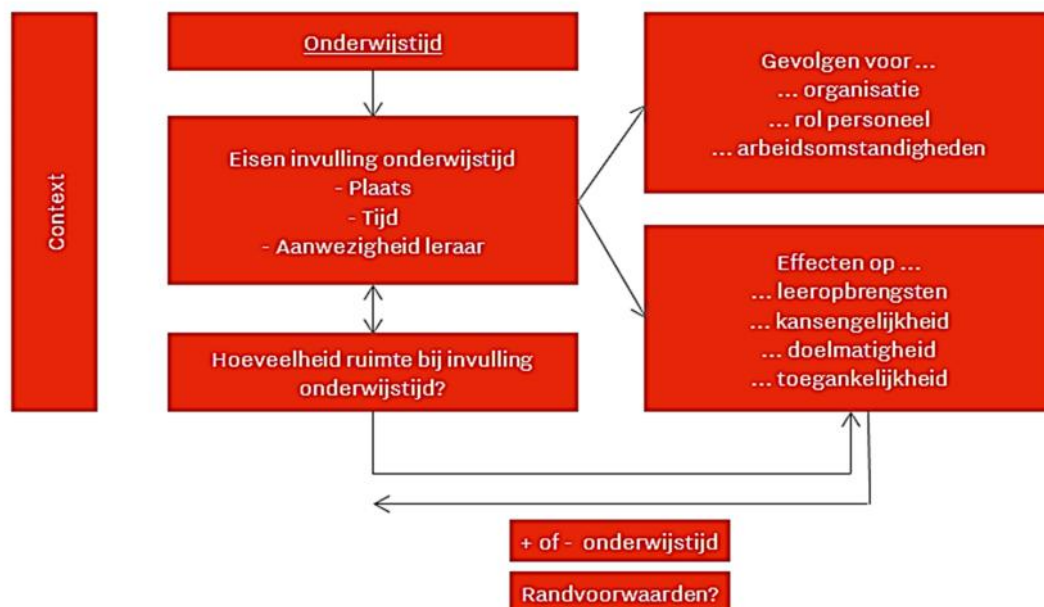 Context
Onderwijstijd
Eisen invulling onderwijstijd
- Plaats
- Tijd
- Aanwezigheid leraar
Hoeveelheid ruimte bij invulling
onderwijstijd?
Gevolgen voor ...
... organisatie
... rol personeel
... arbeidsomstandigheden
Effecten op ...
... leeropbrengsten
... kansengelijkheid
... doelmatigheid
... toegankelijkheid
+ of - onderwijstijd
Randvoorwaarden?